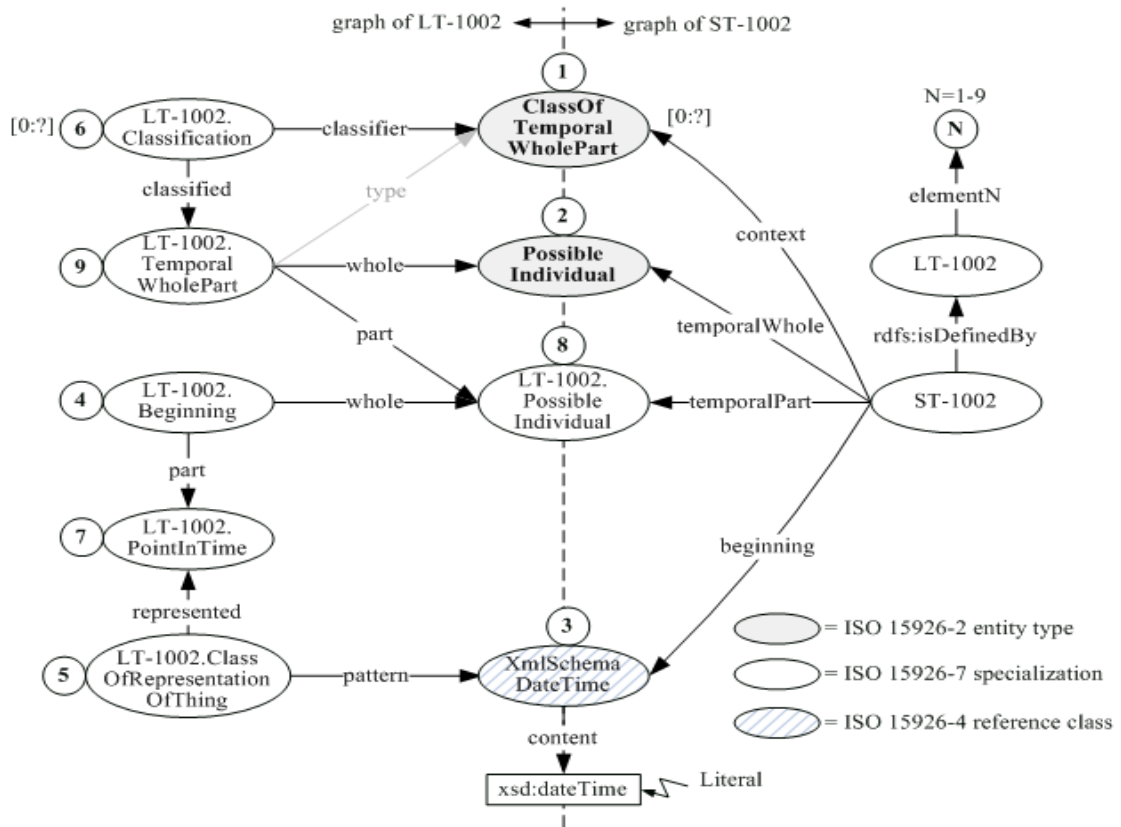 graph of LT-1002
graph of ST-1002
1
ClassOf
Temporal
WholePart
[0:?]
[0:?]
6
LT-1002.
Classification
classifier
classified
type
N=1-9
N
elementN
2
Possible
Individual
context
9
LT-1002.
Temporal
WholePart
whole
LT-1002
part
temporalWhole
rdfs:isDefinedBy
8
LT-1002.
Possible
Individual
4
LT-1002.
Beginning
whole
temporalPart
ST-1002
part
7
LT-1002.
PointInTime
beginning
represented
3
XmlSchema
DateTime
5
LT-1002.Class
OfRepresentation
OfThing
pattern
content
xsd:dateTime
Literal
= ISO 15926-2 entity type
= ISO 15926-7 specialization
= ISO 15926-4 reference class